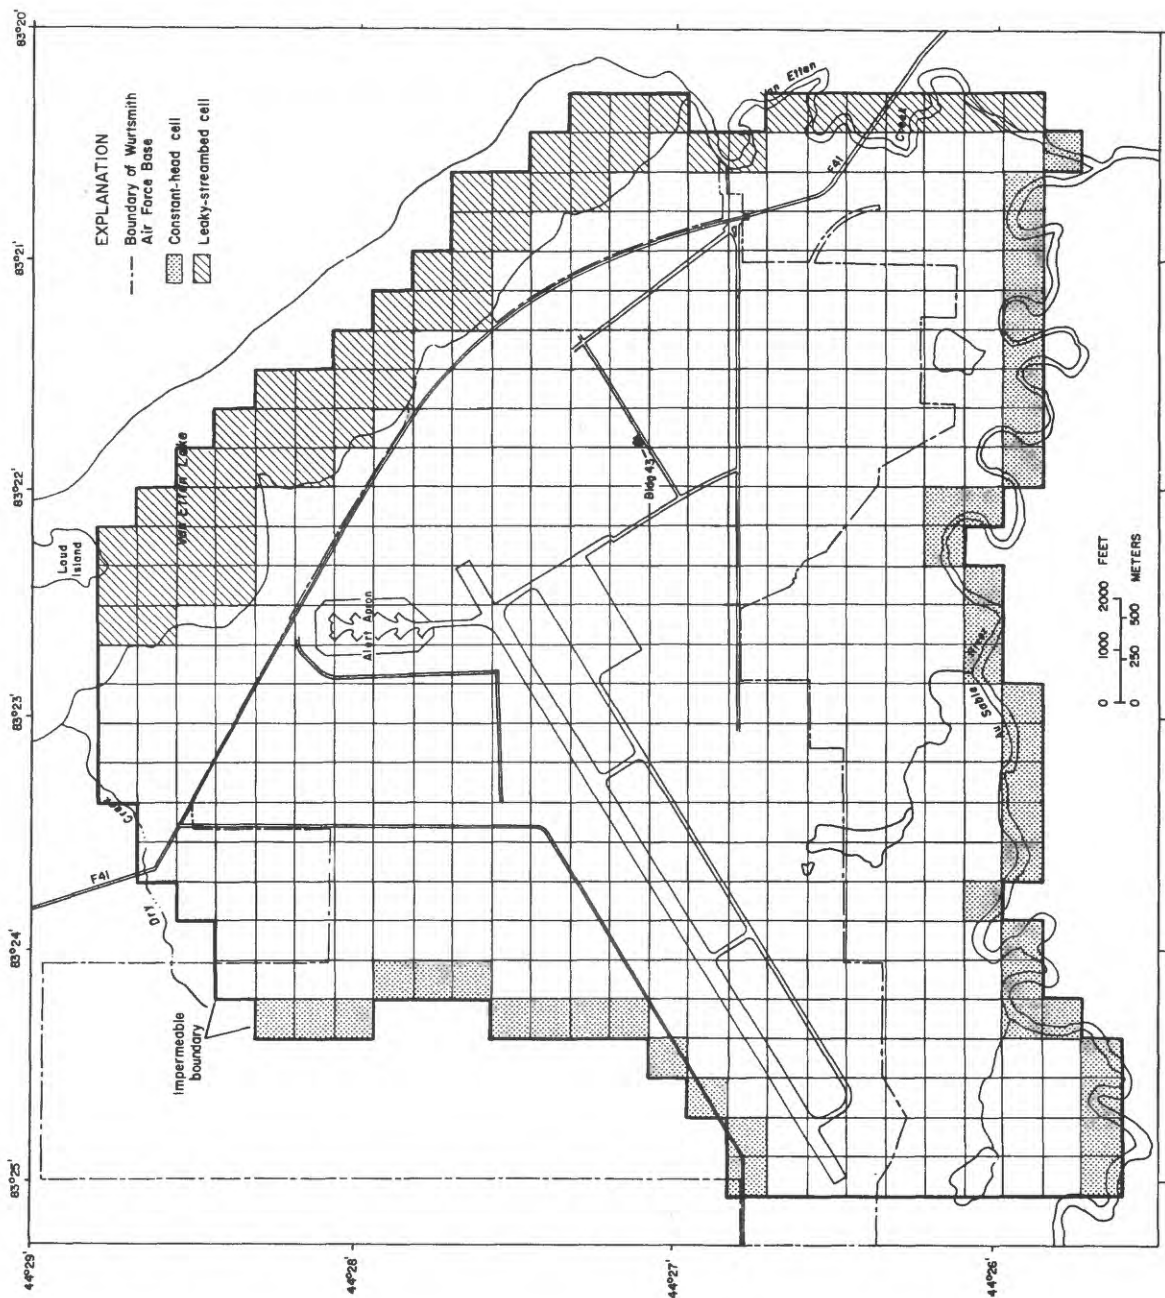 83°20'
83°21'
83°22'
83°23'
83°24'
83°25'
44°29'
44°28'
44°27'
44°26'
EXPLANATION
Boundary of Wurtsmith
Air Force Base
Constant-head cell
Leaky-streambed cell
Loud
Island
Van Etten Lake
Van Etten
Creek
F41
Bldg 43
Alert Apron
Dry Creek
F41
Impermeable
boundary
Au Sable River
0 1000 2000 FEET
0 250 500 METERS